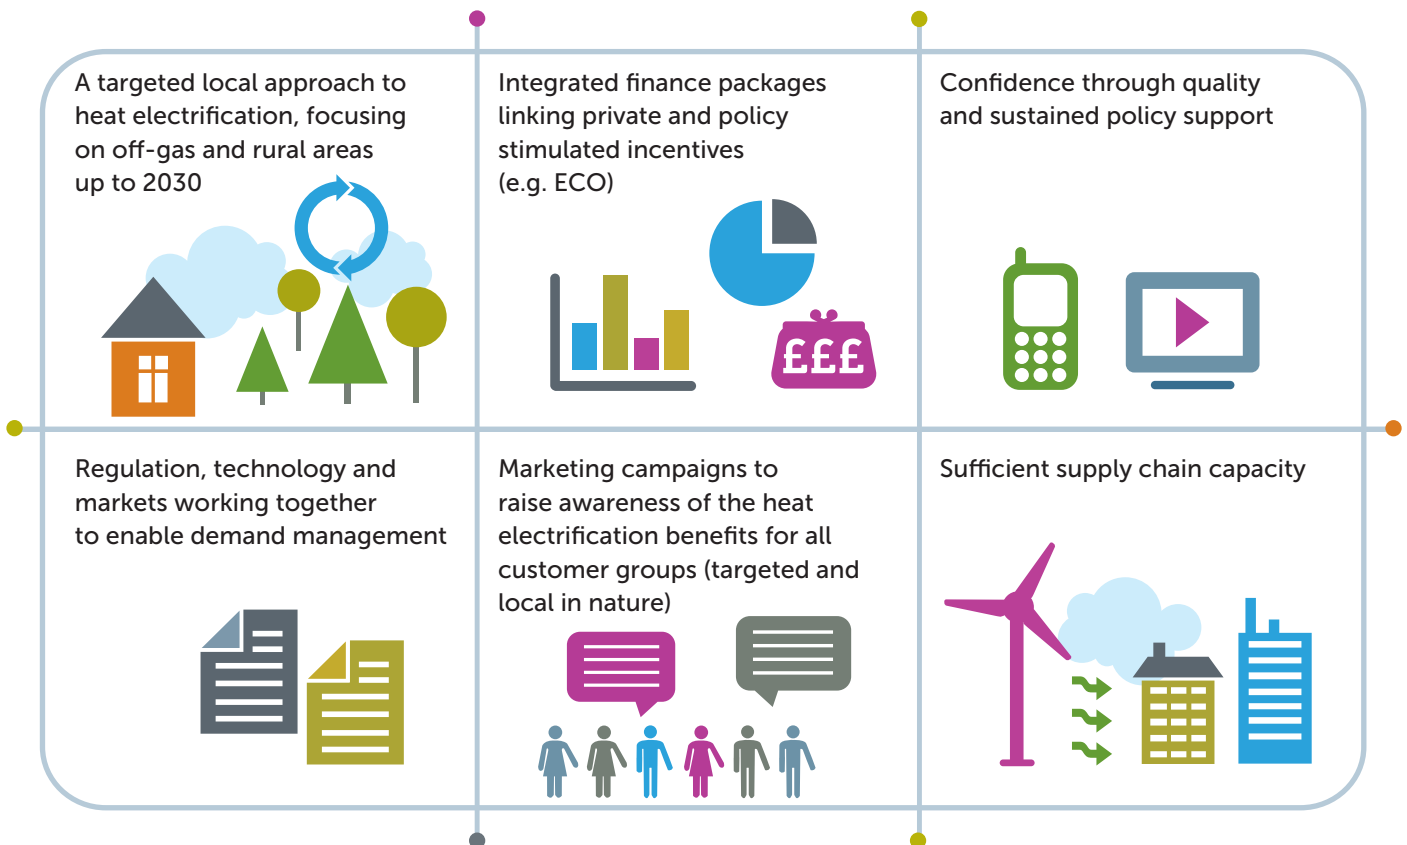 A targeted local approach to
heat electrification, focusing
on off-gas and rural areas
up to 2030
Integrated finance packages
linking private and policy
stimulated incentives
(e.g. ECO)
£££
Confidence through quality
and sustained policy support
Regulation, technology and
markets working together
to enable demand management
Marketing campaigns to
raise awareness of the heat
electrification benefits for all
customer groups (targeted and
local in nature)
Sufficient supply chain capacity